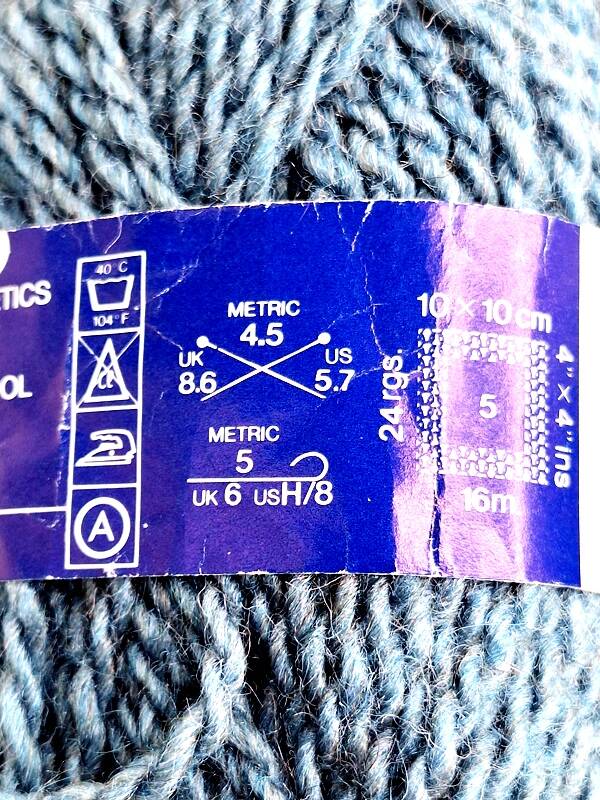 TICS
OL
40 C
104°F
CL
A
METRIC
4.5
UK US
8.6 5.7
METRIC
5
UK 6 US H/8
10 × 10 cm
24 rgs.
5
4" × 4" ins
16m